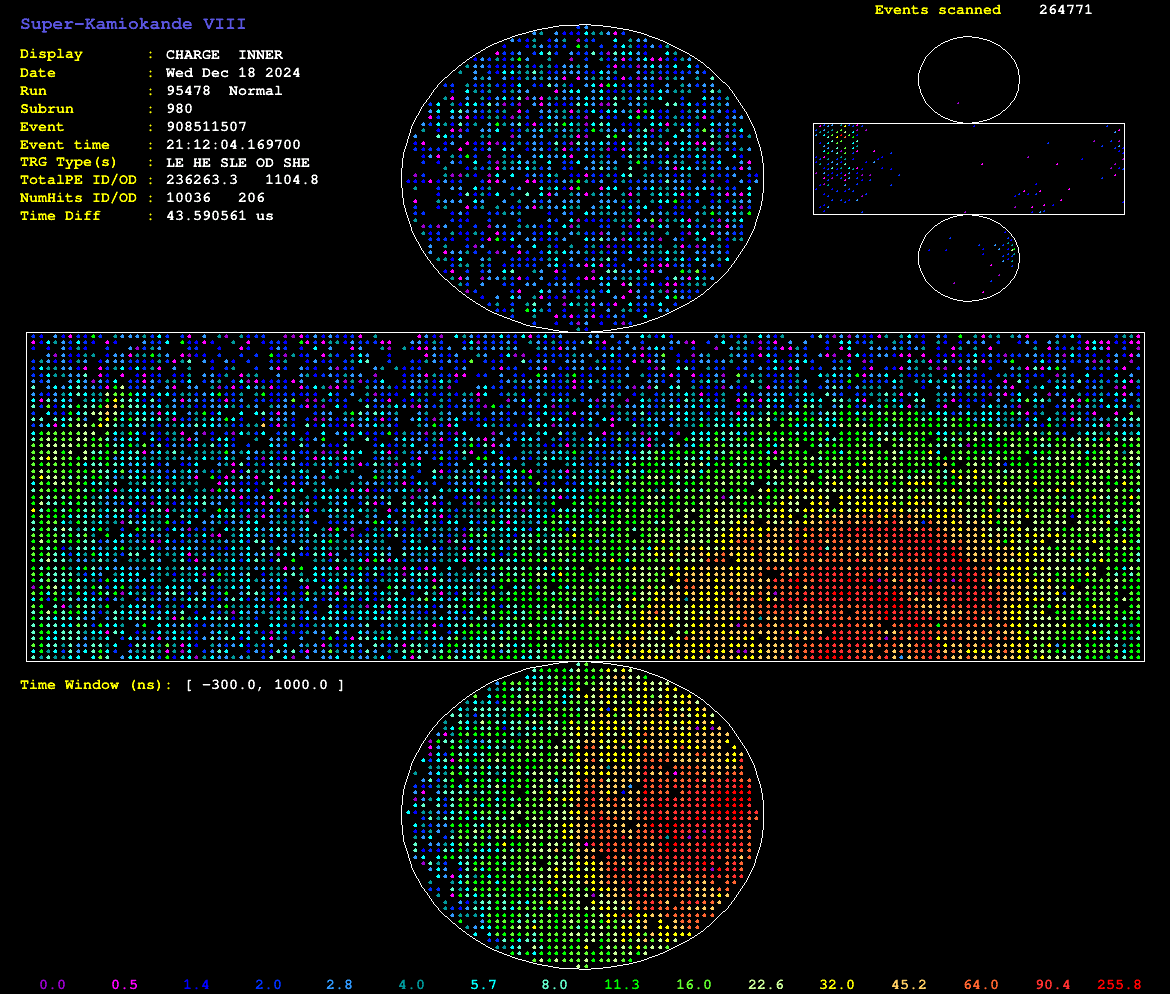 Super-Kamiokande VIII
Events scanned 264771
Display : CHARGE INNER
Date : Wed Dec 18 2024
Run : 95478 Normal
Subrun : 980
Event : 908511507
Event time : 21:12:04.169700
TRG Type(s) : LE HE SLE OD SHE
TotalPE ID/OD : 236263.3 1104.8
NumHits ID/OD : 10036 206
Time Diff : 43.590561 us
Time Window (ns): [ −300.0, 1000.0 ]
0.0 0.5 1.4 2.0 2.8 4.0 5.7 8.0 11.3 16.0 22.6 32.0 45.2 64.0 90.4 255.8